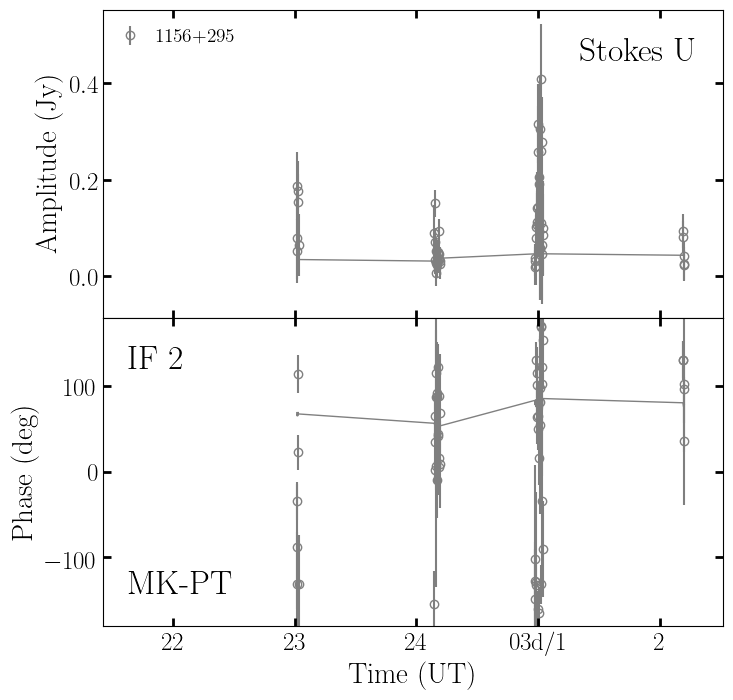 1156+295
Stokes U
Amplitude (Jy)
0.4
0.2
0.0
IF 2
Phase (deg)
100
0
−100
MK-PT
22 23 24 03d/1 2
Time (UT)